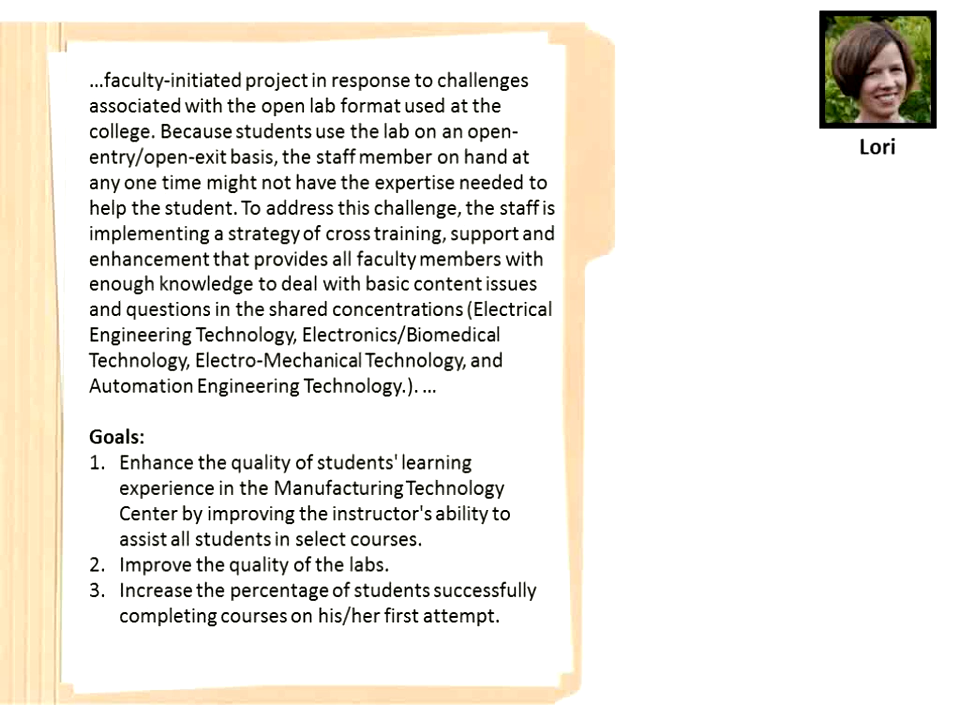 ...faculty-initiated project in response to challenges
associated with the open lab format used at the
college. Because students use the lab on an open-
entry/open-exit basis, the staff member on hand at
any one time might not have the expertise needed to
help the student. To address this challenge, the staff is
implementing a strategy of cross training, support and
enhancement that provides all faculty members with
enough knowledge to deal with basic content issues
and questions in the shared concentrations (Electrical
Engineering Technology, Electronics/Biomedical
Technology, Electro-Mechanical Technology, and
Automation Engineering Technology.). ...
Goals:
1. Enhance the quality of students' learning
experience in the Manufacturing Technology
Center by improving the instructor's ability to
assist all students in select courses.
2. Improve the quality of the labs.
3. Increase the percentage of students successfully
completing courses on his/her first attempt.
Lori